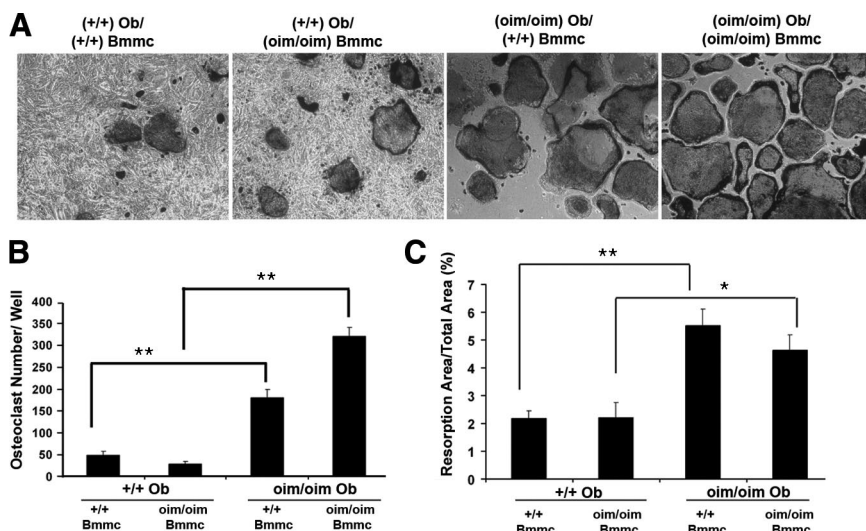 A
(+/+) Ob/
(+/+) Bmmc
(+/+) Ob/
(oim/oim) Bmmc
(oim/oim) Ob/
(+/+) Bmmc
(oim/oim) Ob/
(oim/oim) Bmmc
B
Osteoclast Number/ Well
400
350
300
250
200
150
100
50
0
**
**
+/+ Ob
oim/oim Ob
+/+
Bmmc
oim/oim
Bmmc
+/+
Bmmc
oim/oim
Bmmc
C
Resorption Area/Total Area (%)
7
6
5
4
3
2
1
0
**
*
+/+ Ob
oim/oim Ob
+/+
Bmmc
oim/oim
Bmmc
+/+
Bmmc
oim/oim
Bmmc